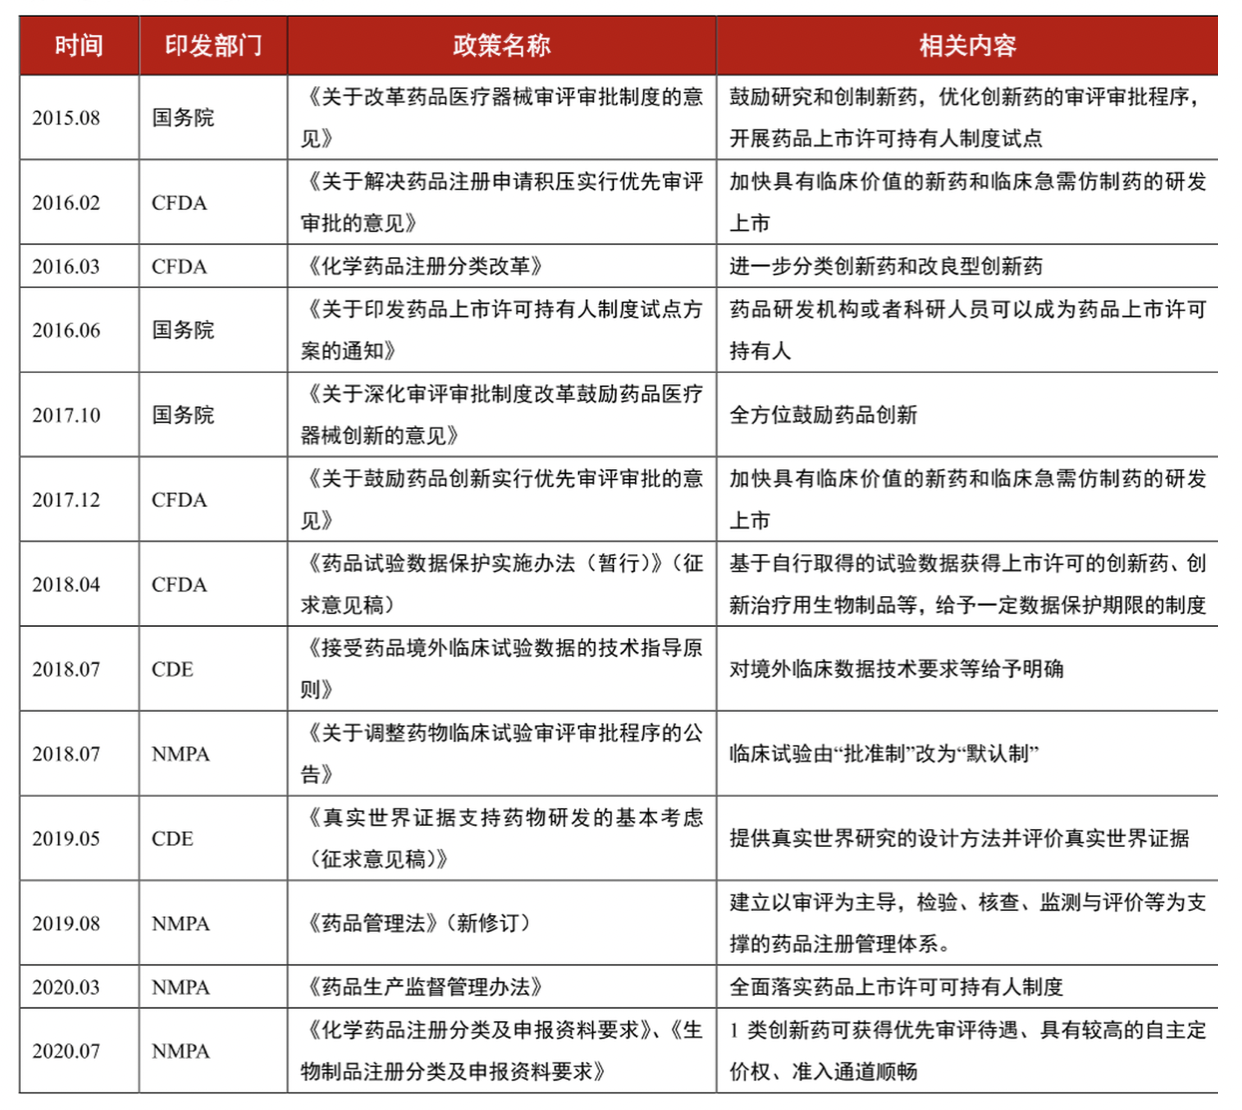 时间 印发部门 政策名称 相关内容
2015.08 国务院 《关于改革药品医疗器械审评审批制度的意
见》
鼓励研究和创制新药，优化创新药的审评审批程序，
开展药品上市许可持有人制度试点
2016.02 CFDA 《关于解决药品注册申请积压实行优先审评
审批的意见》
加快具有临床价值的新药和临床急需仿制药的研发
上市
2016.03 CFDA 《化学药品注册分类改革》 进一步分类创新药和改良型创新药
2016.06 国务院 《关于印发药品上市许可持有人制度试点方
案的通知》
药品研发机构或者科研人员可以成为药品上市许可
持有人
2017.10 国务院 《关于深化审评审批制度改革鼓励药品医疗
器械创新的意见》
全方位鼓励药品创新
2017.12 CFDA 《关于鼓励药品创新实行优先审评审批的意
见》
加快具有临床价值的新药和临床急需仿制药的研发
上市
2018.04 CFDA 《药品试验数据保护实施办法（暂行）》（征
求意见稿）
基于自行取得的试验数据获得上市许可的创新药、创
新治疗用生物制品等，给予一定数据保护期限的制度
2018.07 CDE 《接受药品境外临床试验数据的技术指导原
则》
对境外临床数据技术要求等给予明确
2018.07 NMPA 《关于调整药物临床试验审评审批程序的公
告》
临床试验由“批准制”改为“默认制”
2019.05 CDE 《真实世界证据支持药物研发的基本考虑
（征求意见稿）》
提供真实世界研究的设计方法并评价真实世界证据
2019.08 NMPA 《药品管理法》（新修订）
建立以审评为主导，检验、核查、监测与评价等为支
撑的药品注册管理体系。
2020.03 NMPA 《药品生产监督管理办法》 全面落实药品上市许可可持有人制度
2020.07 NMPA 《化学药品注册分类及申报资料要求》、《生
物制品注册分类及申报资料要求》
1 类创新药可获得优先审评待遇、具有较高的自主定
价权、准入通道顺畅